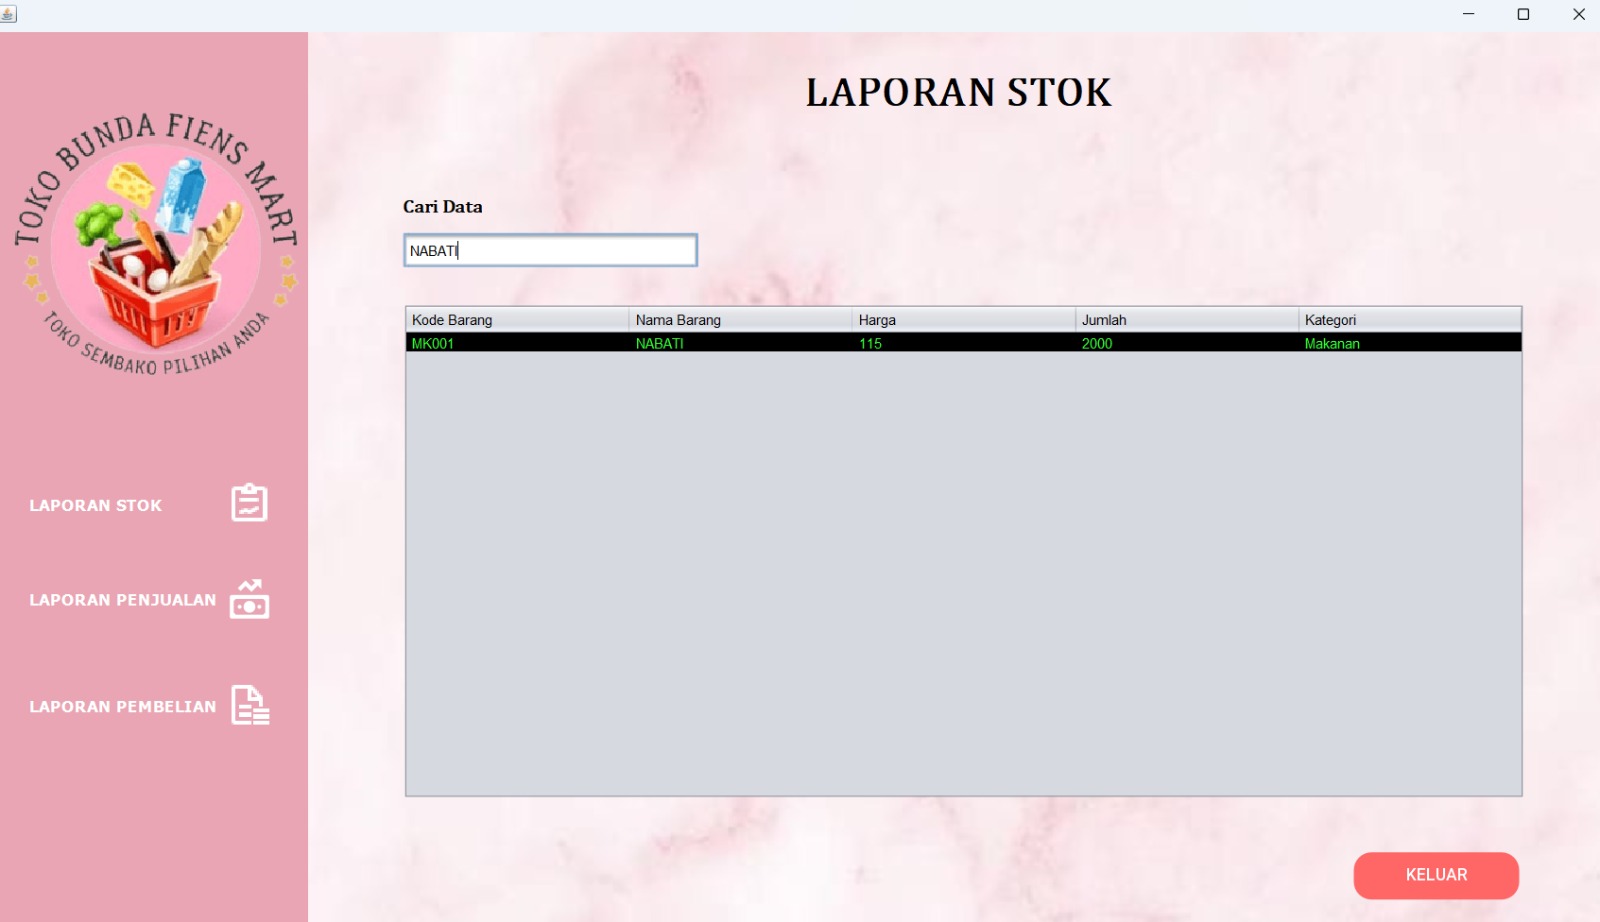 TOKO BUNDA FIENS MART
TOKO SEMBAKO PILIHAN ANDA
LAPORAN STOK
LAPORAN PENJUALAN
LAPORAN PEMBELIAN
LAPORAN STOK
Cari Data
NABATI
Kode Barang Nama Barang Harga Jumlah Kategori
MK001 NABATI 115 2000 Makanan
KELUAR